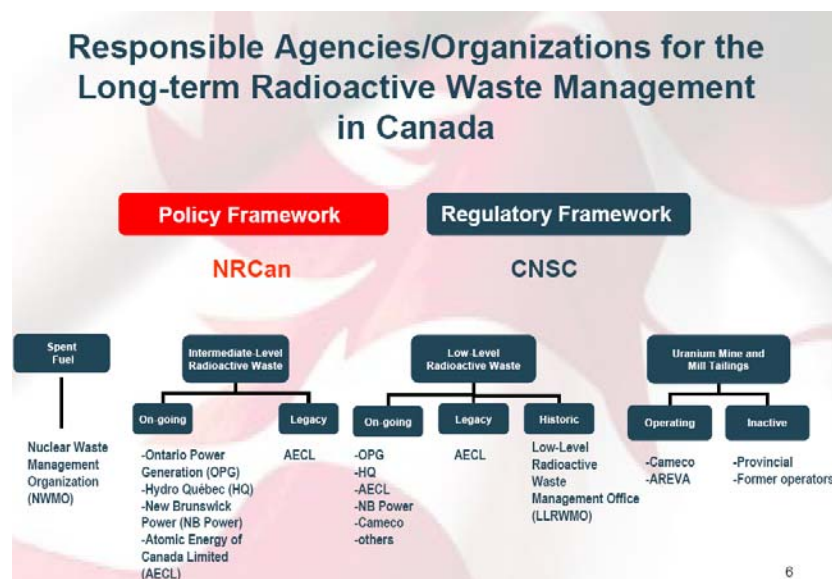 Responsible Agencies/Organizations for the
Long-term Radioactive Waste Management
in Canada
Policy Framework
Regulatory Framework
NRCan
CNSC
Spent
Fuel
Nuclear Waste
Management
Organization
(NWMO)
Intermediate-Level
Radioactive Waste
On-going
-Ontario Power
Generation (OPG)
-Hydro Québec (HQ)
-New Brunswick
Power (NB Power)
-Atomic Energy of
Canada Limited
(AECL)
Legacy
AECL
Low-Level
Radioactive Waste
On-going
-OPG
-HQ
-AECL
-NB Power
-Cameco
-others
Legacy
AECL
Historic
Low-Level
Radioactive
Waste
Management Office
(LLRWMO)
Uranium Mine and
Mill Tailings
Operating
-Cameco
-AREVA
Inactive
-Provincial
-Former operators
6